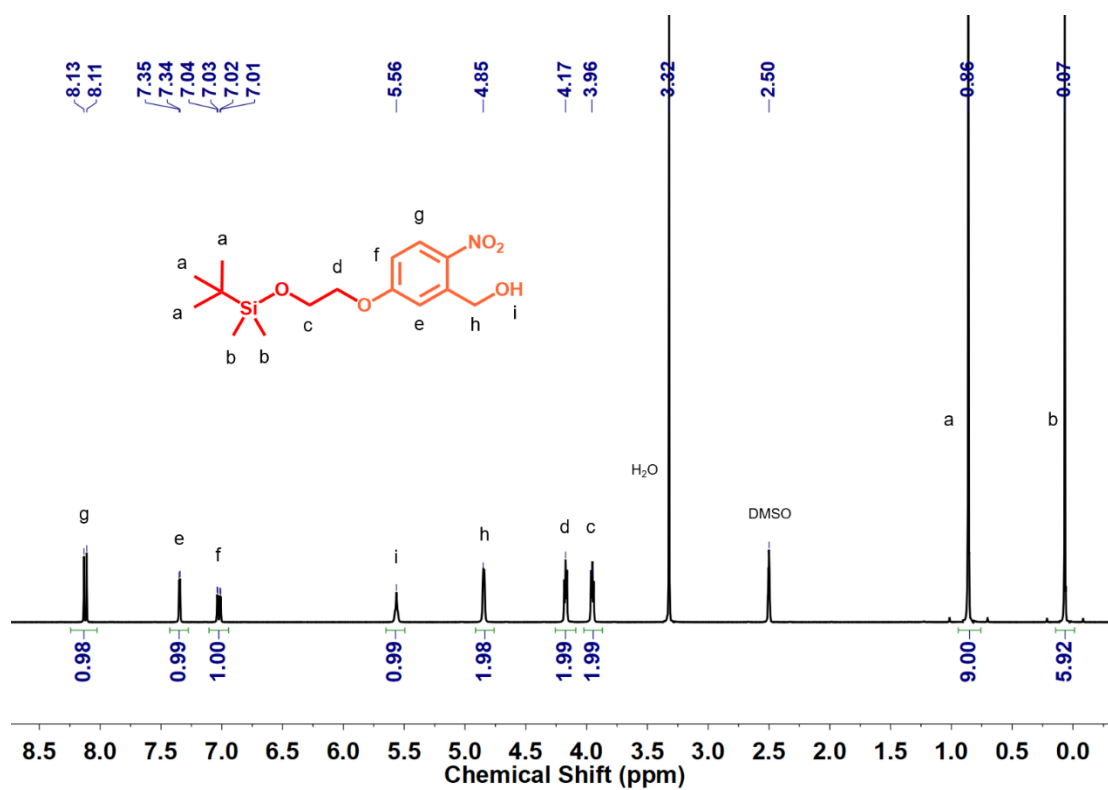 8.13
8.11
7.35
7.34
7.04
7.03
7.02
7.01
5.56
4.85
4.17
3.96
3.32
2.50
0.86
0.07
g
NO₂
a
f
a
d
O
OH
Si
O
i
a
c
e
h
b
b
a
b
H₂O
DMSO
g
e
f
i
h
d
c
0.98
0.99
1.00
0.99
1.98
1.99
1.99
9.00
5.92
8.5 8.0 7.5 7.0 6.5 6.0 5.5 5.0 4.5 4.0 3.5 3.0 2.5 2.0 1.5 1.0 0.5 0.0
Chemical Shift (ppm)